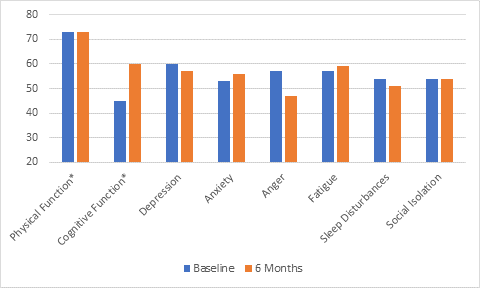 80
70
60
50
40
30
20
Physical Function*
Cognitive Function*
Depression
Anxiety
Anger
Fatigue
Sleep Disturbances
Social Isolation
Baseline
6 Months